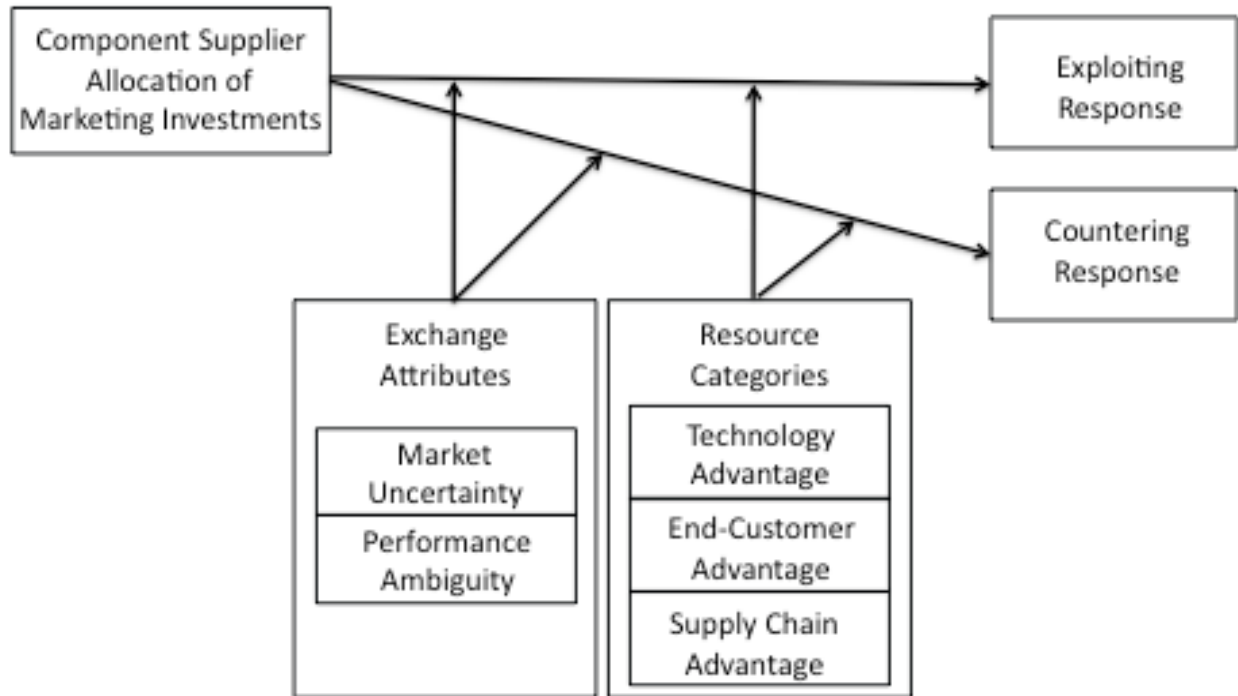 Component Supplier
Allocation of
Marketing Investments
Exploiting
Response
Countering
Response
Exchange
Attributes
Market
Uncertainty
Performance
Ambiguity
Resource
Categories
Technology
Advantage
End-Customer
Advantage
Supply Chain
Advantage